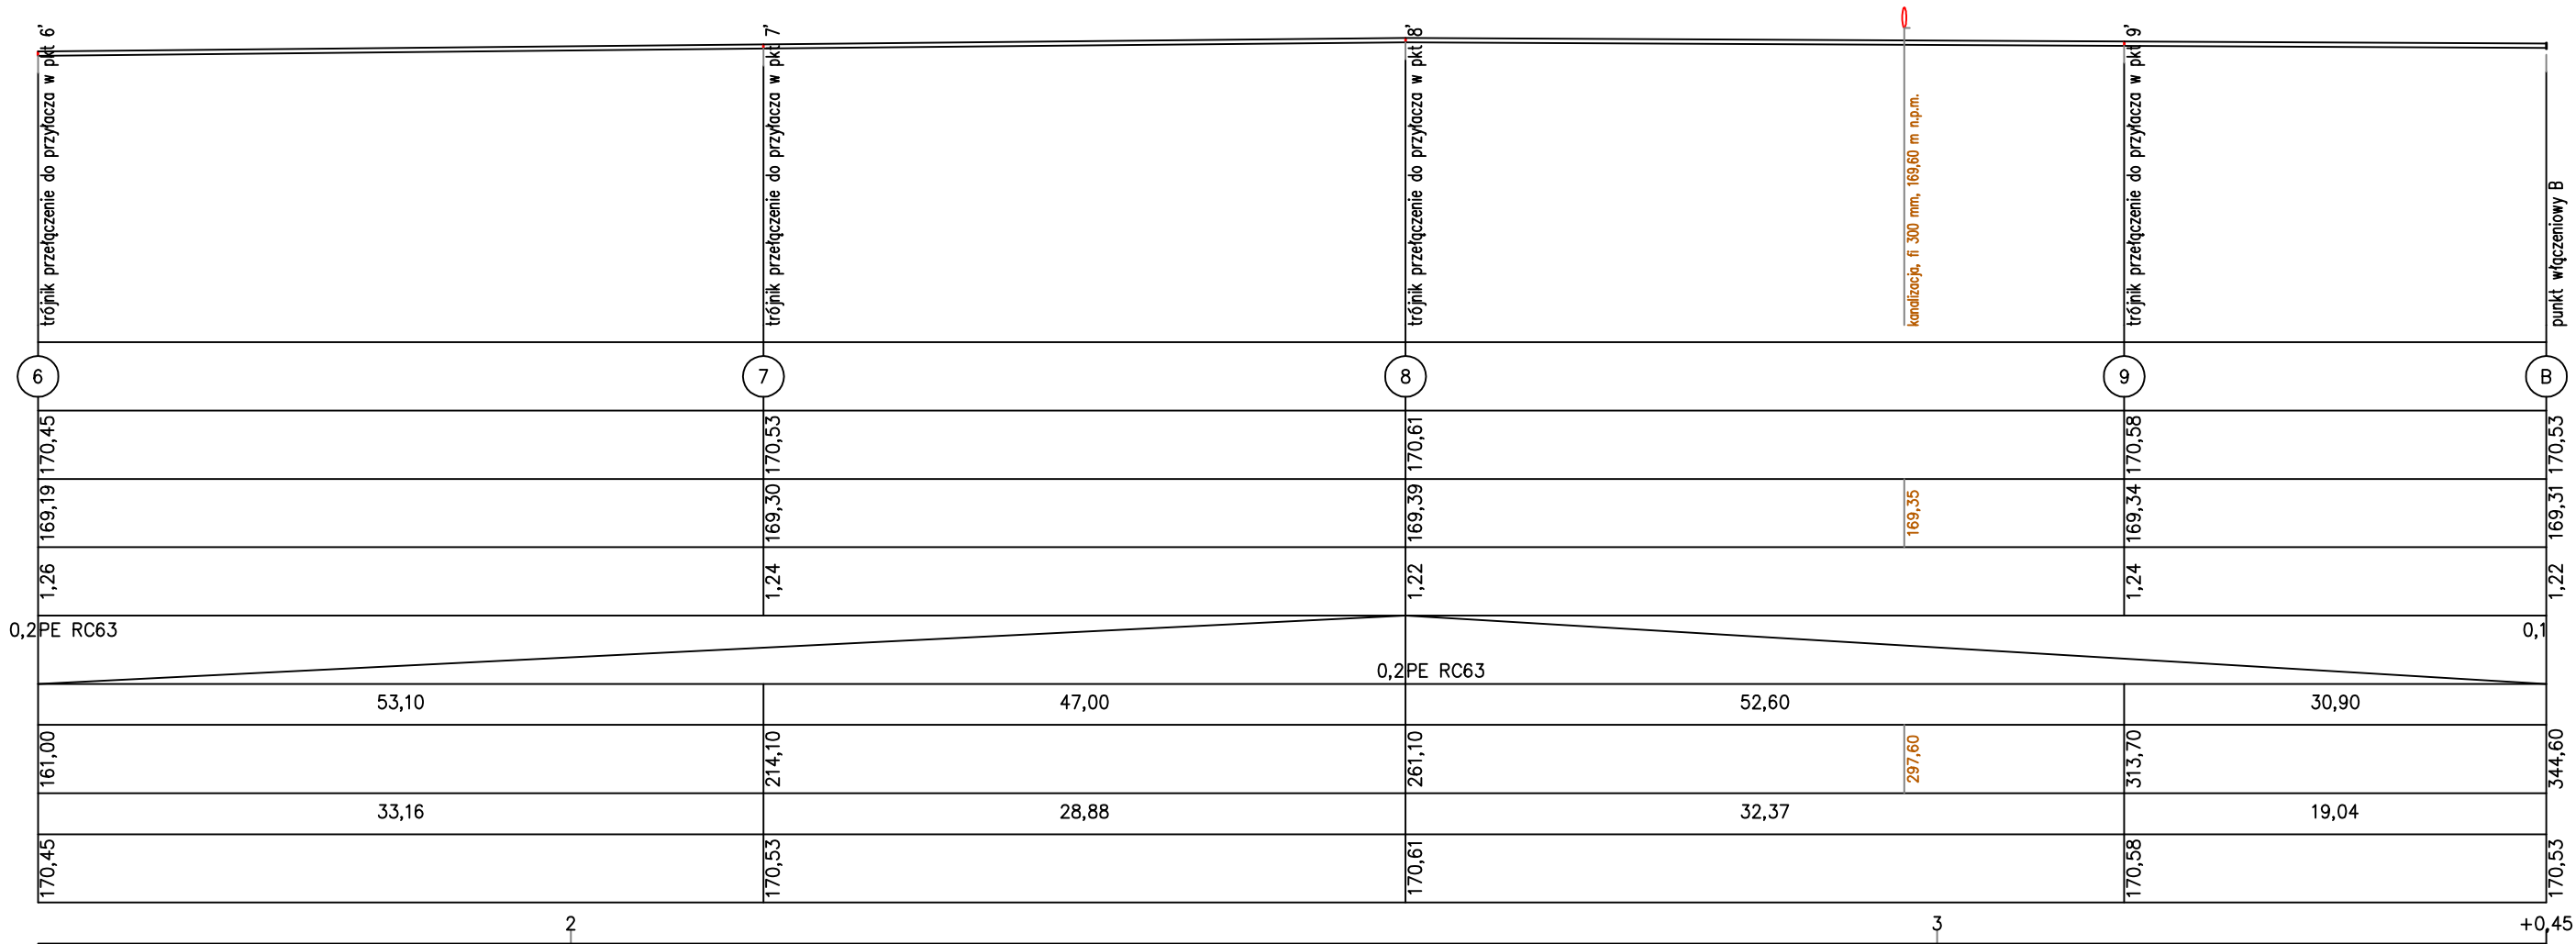 trójnik przełączenie do przyłacza w pkt 6'
trójnik przełączenie do przyłacza w pkt 7'
trójnik przełączenie do przyłacza w pkt 8'
kanalizacja, fi 300 mm, 169,60 m n.p.m.
trójnik przełączenie do przyłacza w pkt 9'
punkt włączeniowy B
6 7 8 9 B
170,45 170,53 170,61 170,58 170,53
169,19 169,30 169,39 169,35 169,34 169,31
1,26 1,24 1,22 1,24 1,22
0,2PE RC63 0,1
0,2PE RC63
53,10 47,00 52,60 30,90
161,00 214,10 261,10 297,60 313,70 344,60
33,16 28,88 32,37 19,04
170,45 170,53 170,61 170,58 170,53
2 3 +0,45